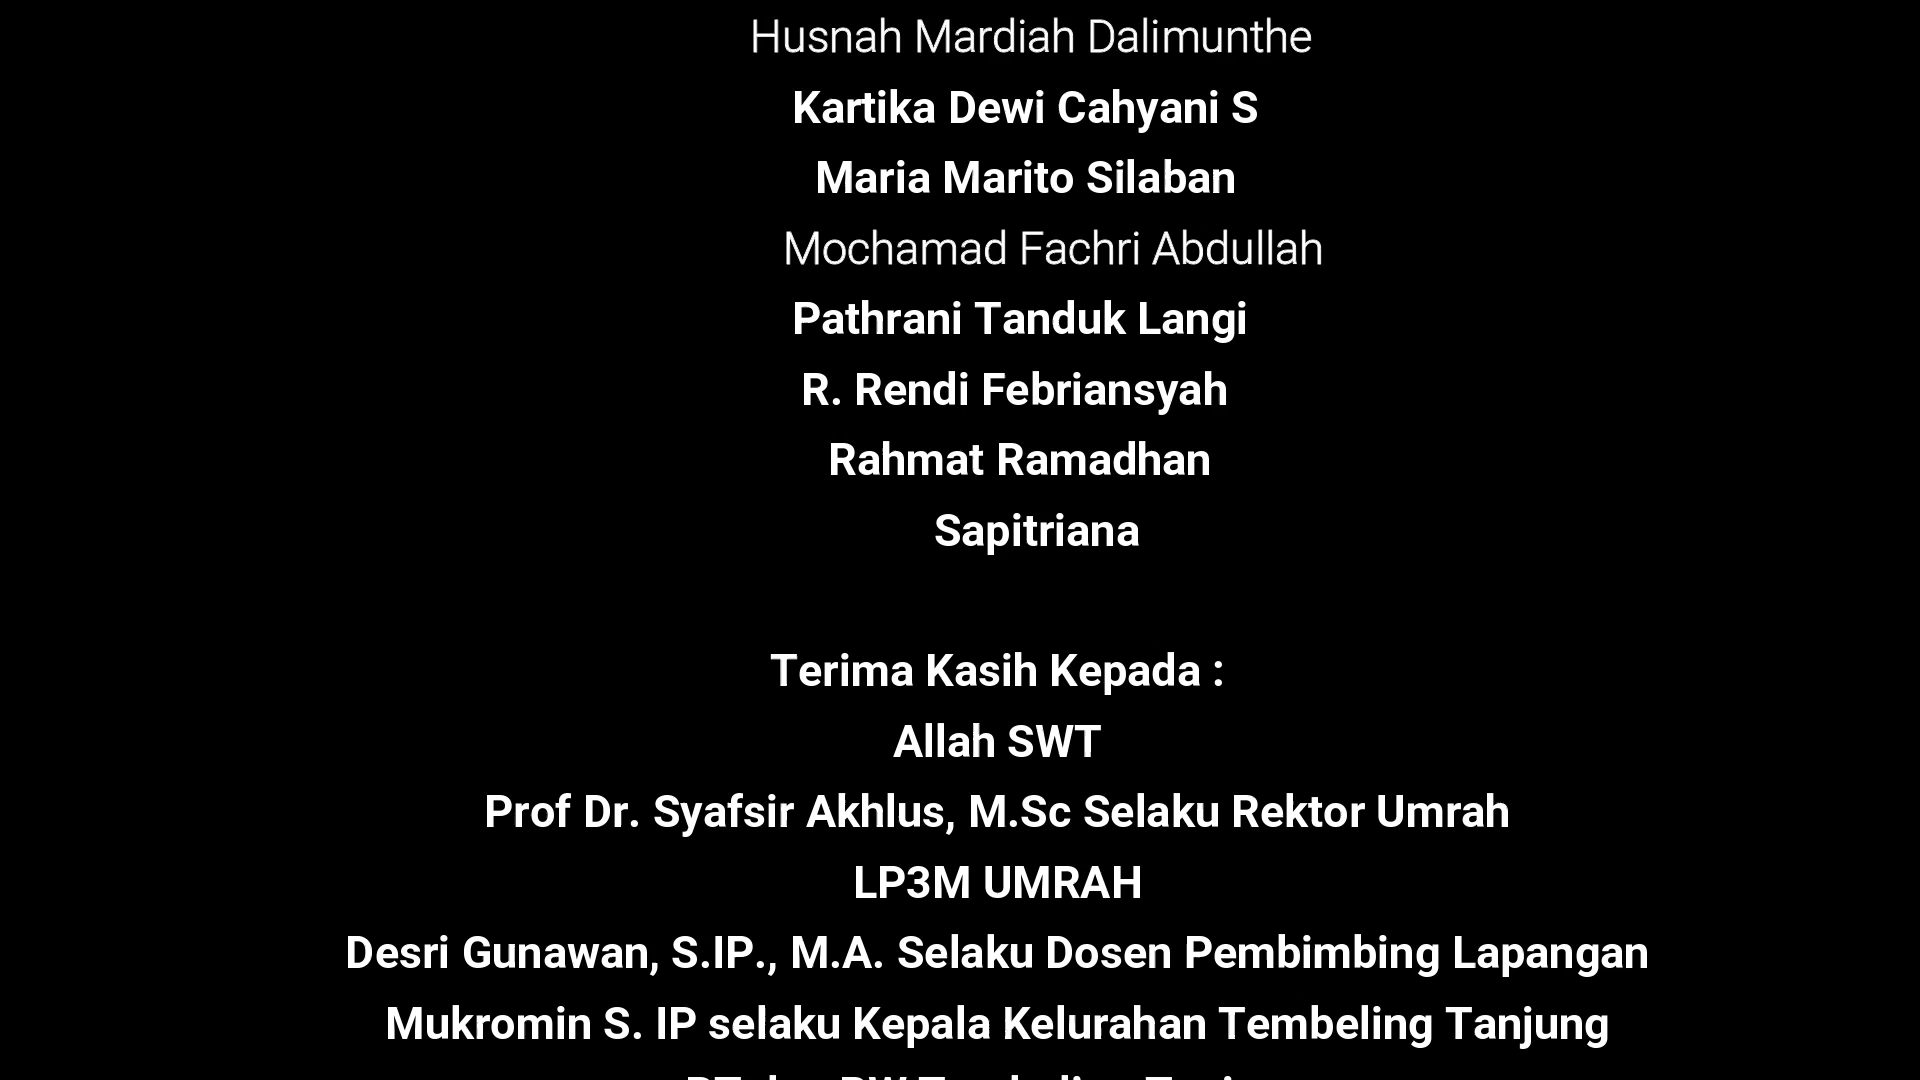 Husnah Mardiah Dalimunthe
Kartika Dewi Cahyani S
Maria Marito Silaban
Mochamad Fachri Abdullah
Pathrani Tanduk Langi
R. Rendi Febriansyah
Rahmat Ramadhan
Sapitriana
Terima Kasih Kepada :
Allah SWT
Prof Dr. Syafsir Akhlus, M.Sc Selaku Rektor Umrah
LP3M UMRAH
Desri Gunawan, S.IP., M.A. Selaku Dosen Pembimbing Lapangan
Mukromin S. IP selaku Kepala Kelurahan Tembeling Tanjung